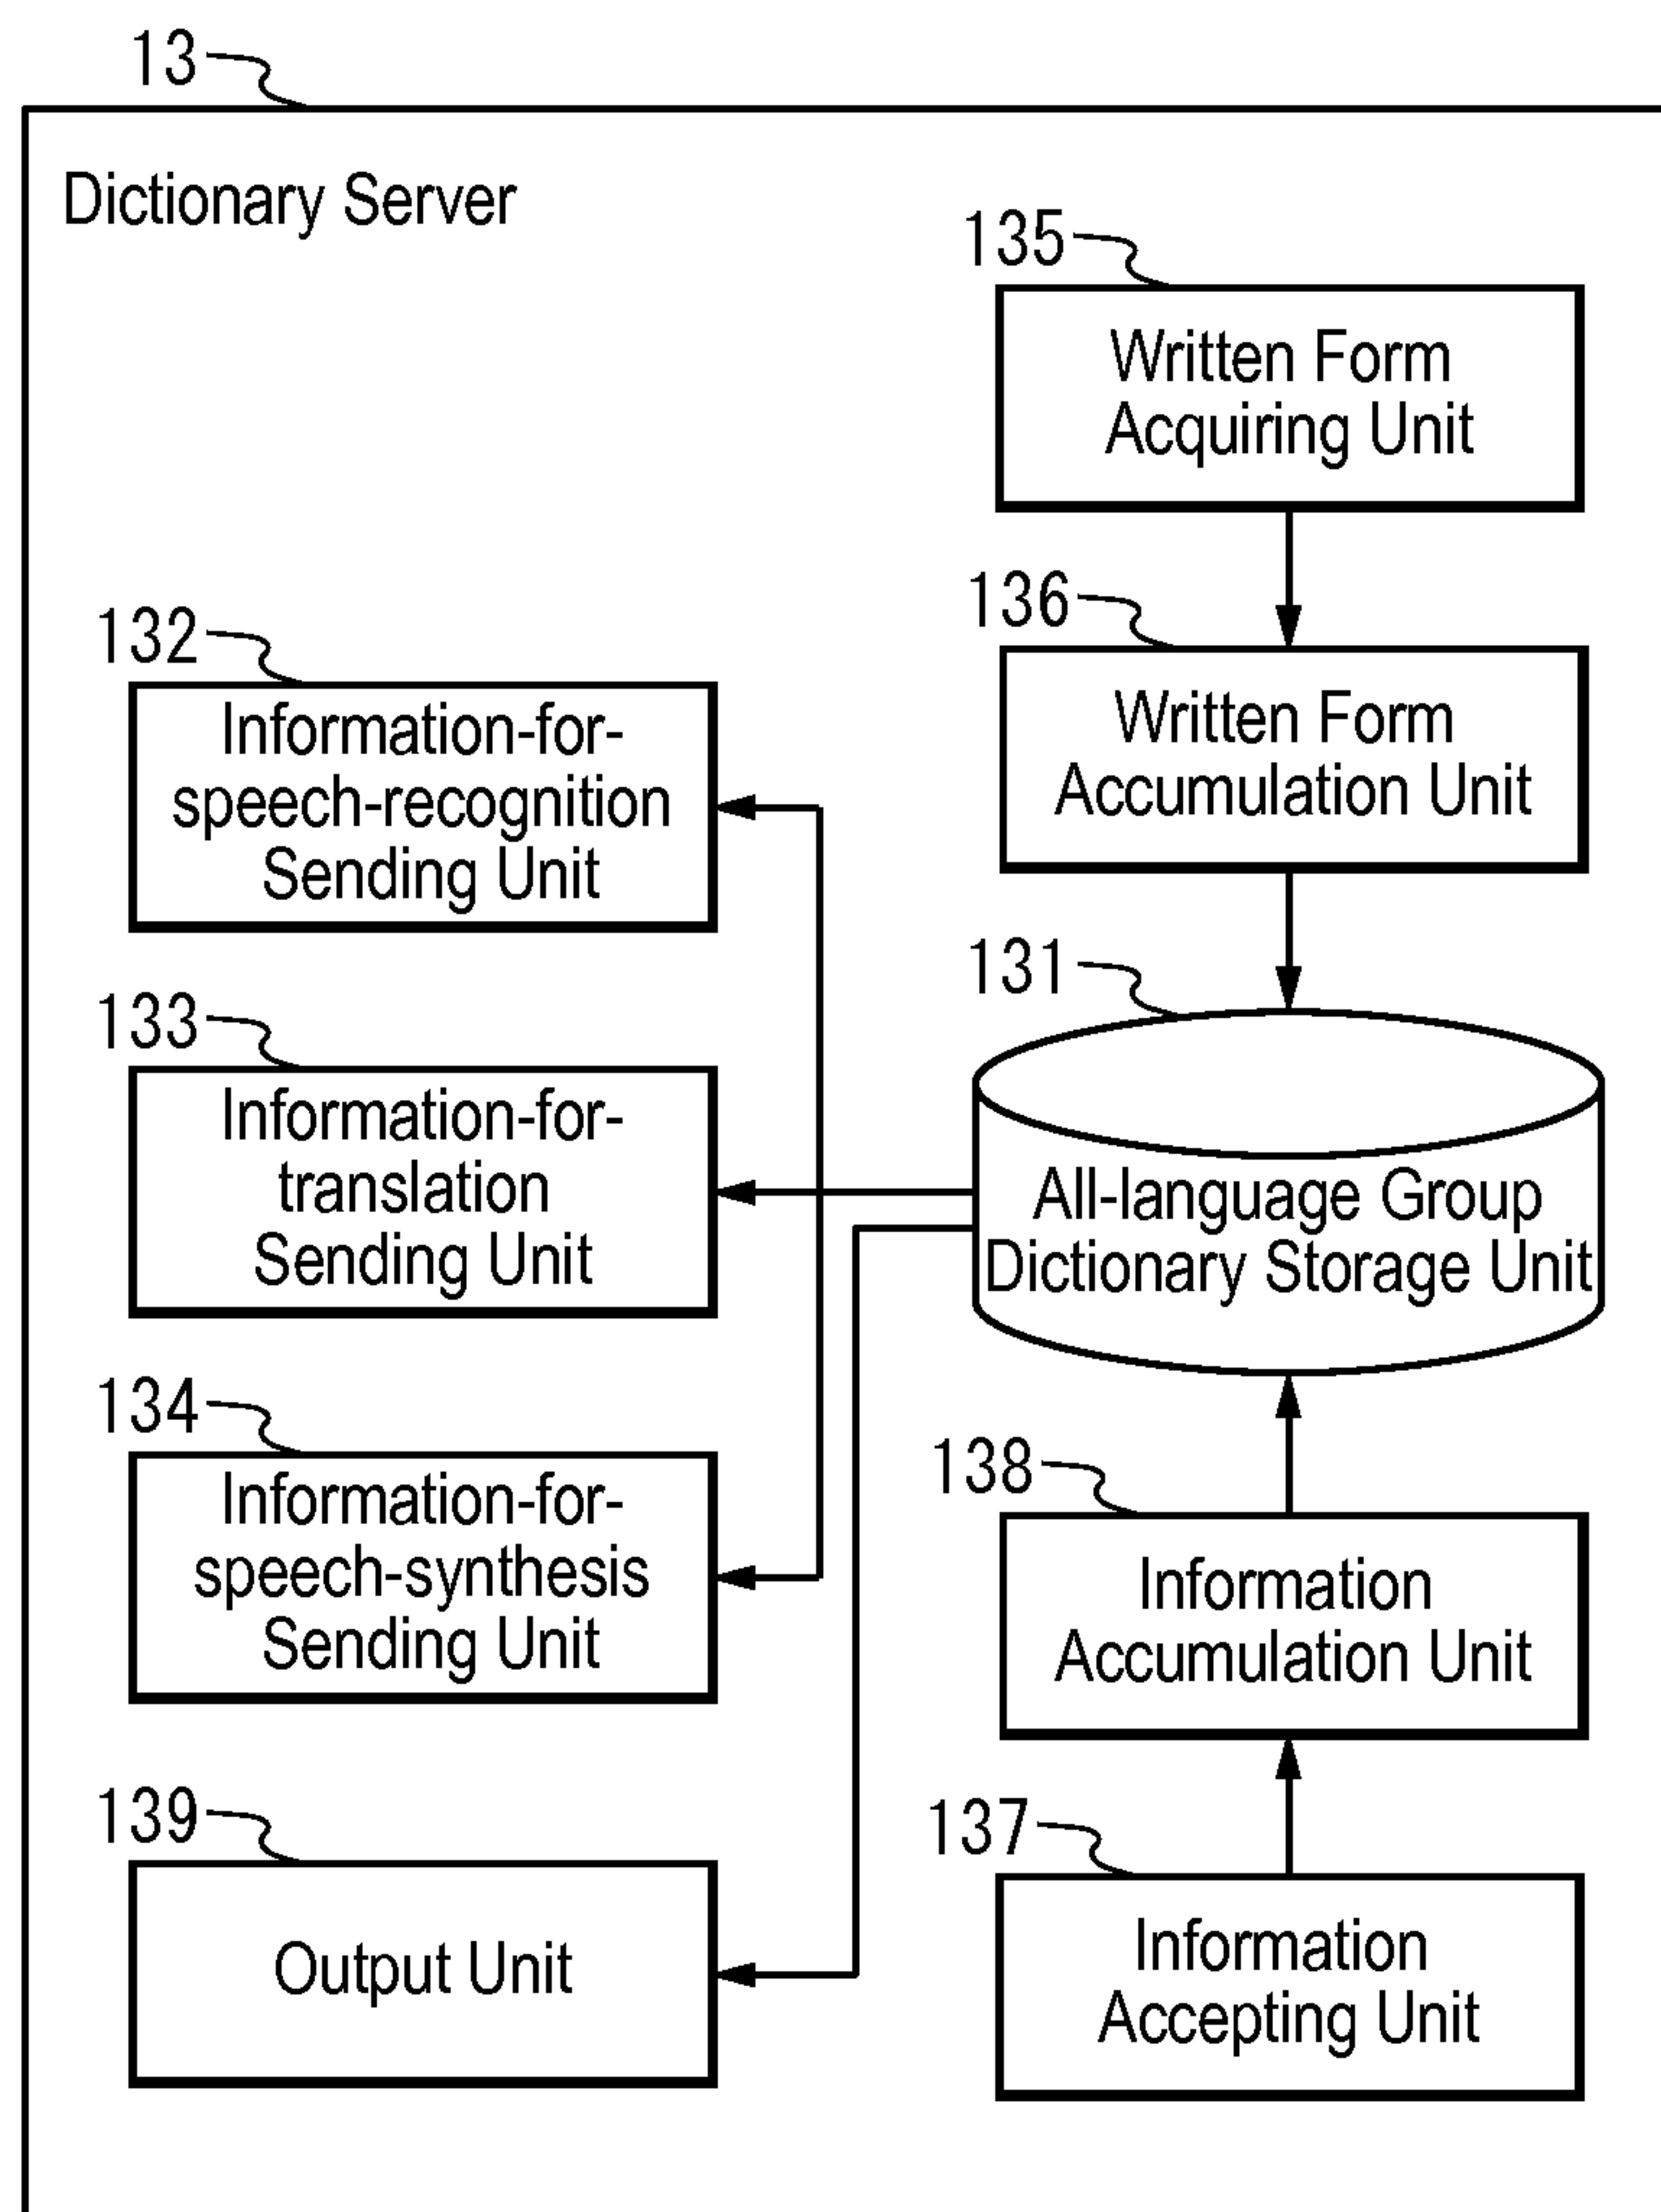 13
Dictionary Server
135
Written Form
Acquiring Unit
136
Written Form
Accumulation Unit
132
Information-for-
speech-recognition
Sending Unit
131
All-language Group
Dictionary Storage Unit
133
Information-for-
translation
Sending Unit
134
Information-for-
speech-synthesis
Sending Unit
138
Information
Accumulation Unit
139
Output Unit
137
Information
Accepting Unit